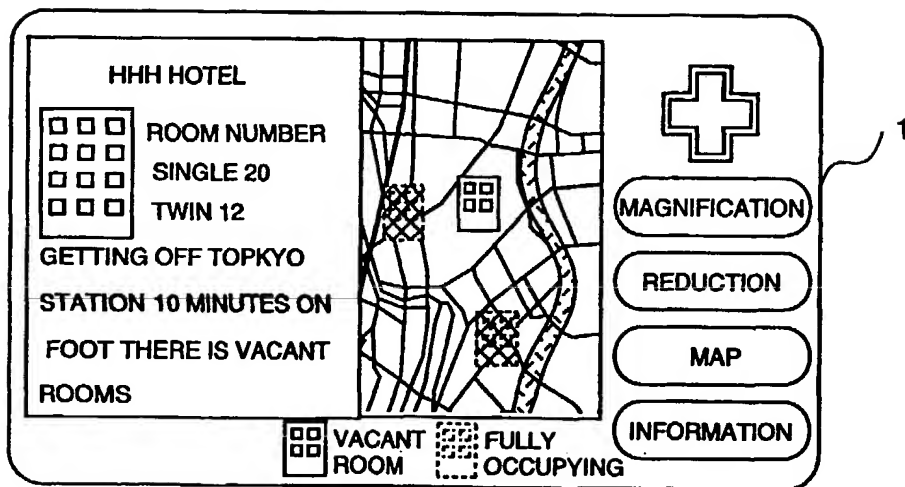 HHH HOTEL
ROOM NUMBER
SINGLE 20
TWIN 12
GETTING OFF TOPKYO
STATION 10 MINUTES ON
FOOT THERE IS VACANT
ROOMS
MAGNIFICATION
REDUCTION
MAP
INFORMATION
VACANT
ROOM
FULLY
OCCUPYING
1